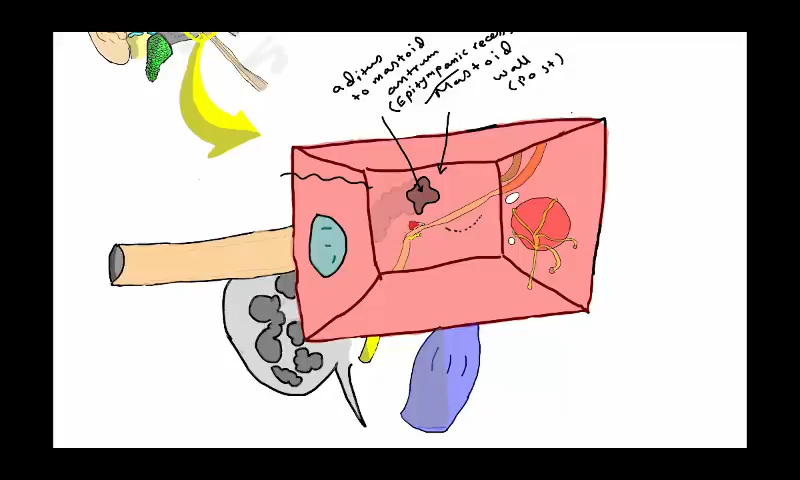 aditus
to mastoid
antrum
(Epitympanic recess
Mastoid
wall
(Post)